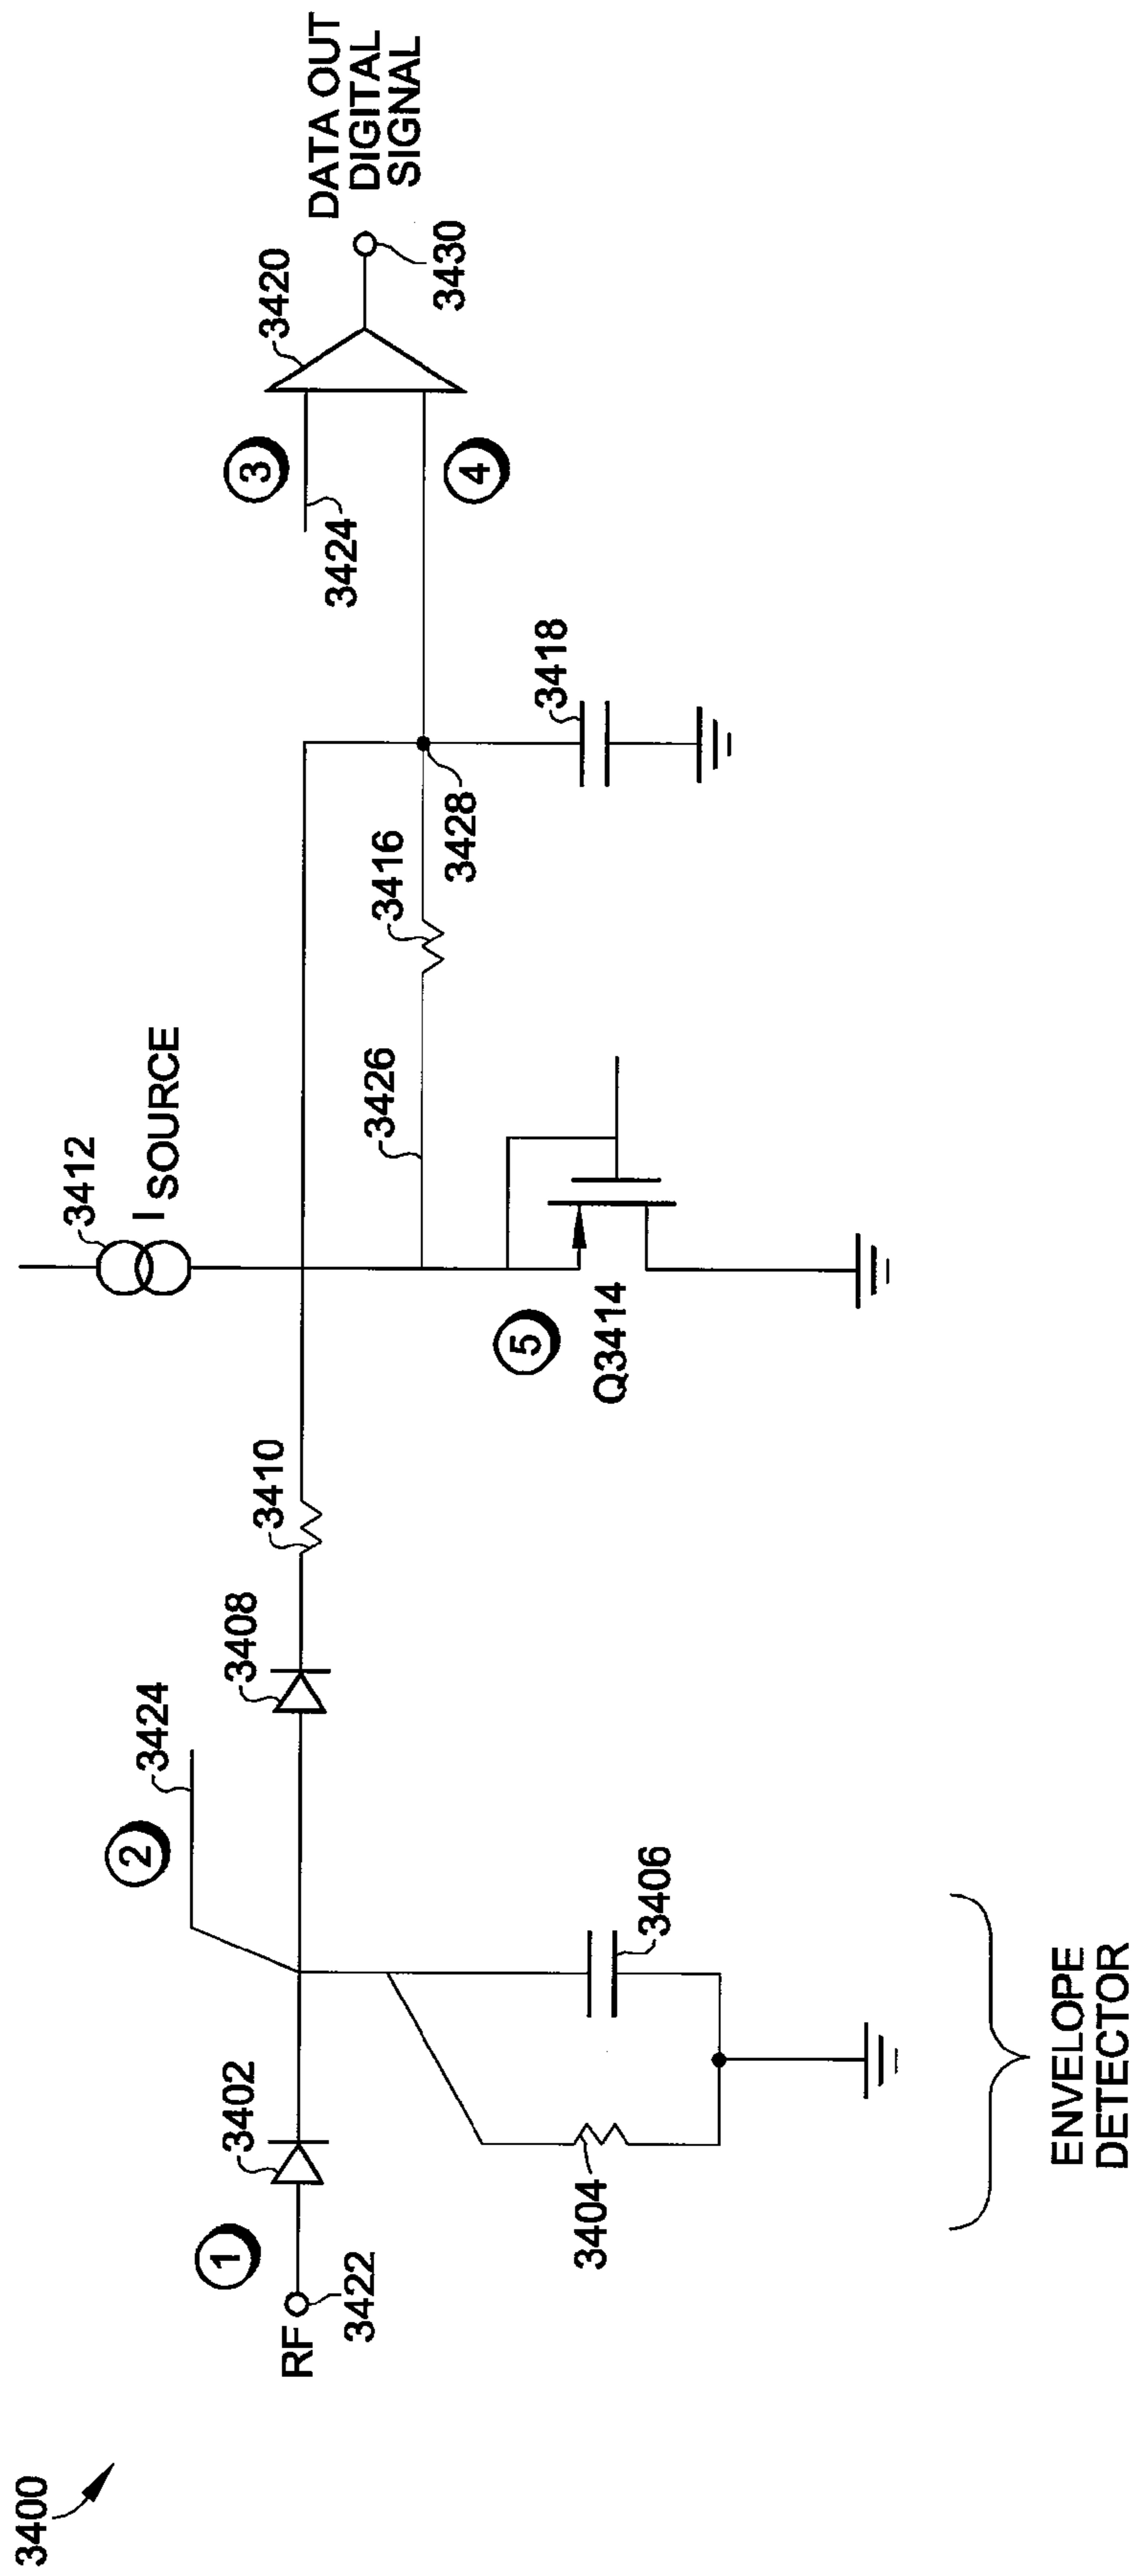 3400
RF
3422
1
3402
3404
3406
ENVELOPE
DETECTOR
2
3424
3408
3410
3412
I SOURCE
5
Q3414
3426
3416
3428
3418
3424
3
4
3420
3430
DATA OUT
DIGITAL
SIGNAL